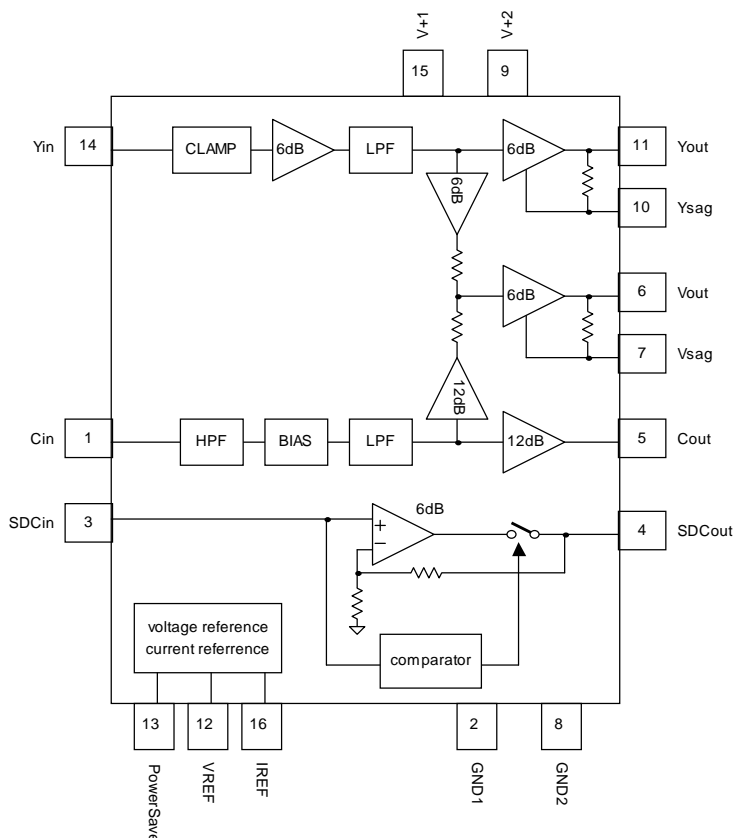 V+1
V+2
15
9
Yin
14
CLAMP
6dB
LPF
6dB
11
Yout
6dB
10
Ysag
6dB
6
Vout
7
Vsag
12dB
Cin
1
HPF
BIAS
LPF
12dB
5
Cout
SDCin
3
6dB
+
−
4
SDCout
voltage reference
current referrence
comparator
13
12
16
2
8
PowerSave
VREF
IREF
GND1
GND2